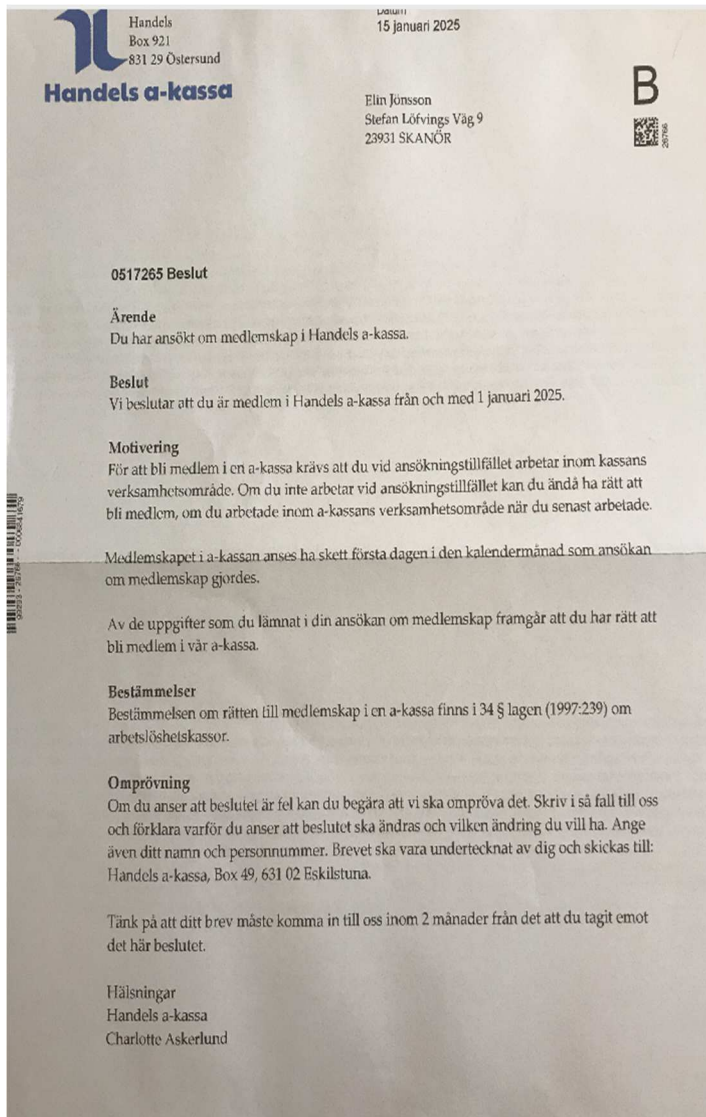 Handels
Box 921
831 29 Östersund
Handels a-kassa
Datum
15 januari 2025
Elin Jönsson
Stefan Löfvings Väg 9
23931 SKANÖR
B
26766
0517265 Beslut
Ärende
Du har ansökt om medlemskap i Handels a-kassa.
Beslut
Vi beslutar att du är medlem i Handels a-kassa från och med 1 januari 2025.
Motivering
För att bli medlem i en a-kassa krävs att du vid ansökningstillfället arbetar inom kassans
verksamhetsområde. Om du inte arbetar vid ansökningstillfället kan du ändå ha rätt att
bli medlem, om du arbetade inom a-kassans verksamhetsområde när du senast arbetade.
Medlemskapet i a-kassan anses ha skett första dagen i den kalendermånad som ansökan
om medlemskap gjordes.
Av de uppgifter som du lämnat i din ansökan om medlemskap framgår att du har rätt att
bli medlem i vår a-kassa.
Bestämmelser
Bestämmelsen om rätten till medlemskap i en a-kassa finns i 34 § lagen (1997:239) om
arbetslöshetskassor.
Omprövning
Om du anser att beslutet är fel kan du begära att vi ska ompröva det. Skriv i så fall till oss
och förklara varför du anser att beslutet ska ändras och vilken ändring du vill ha. Ange
även ditt namn och personnummer. Brevet ska vara undertecknat av dig och skickas till:
Handels a-kassa, Box 49, 631 02 Eskilstuna.
Tänk på att ditt brev måste komma in till oss inom 2 månader från det att du tagit emot
det här beslutet.
Hälsningar
Handels a-kassa
Charlotte Askerlund